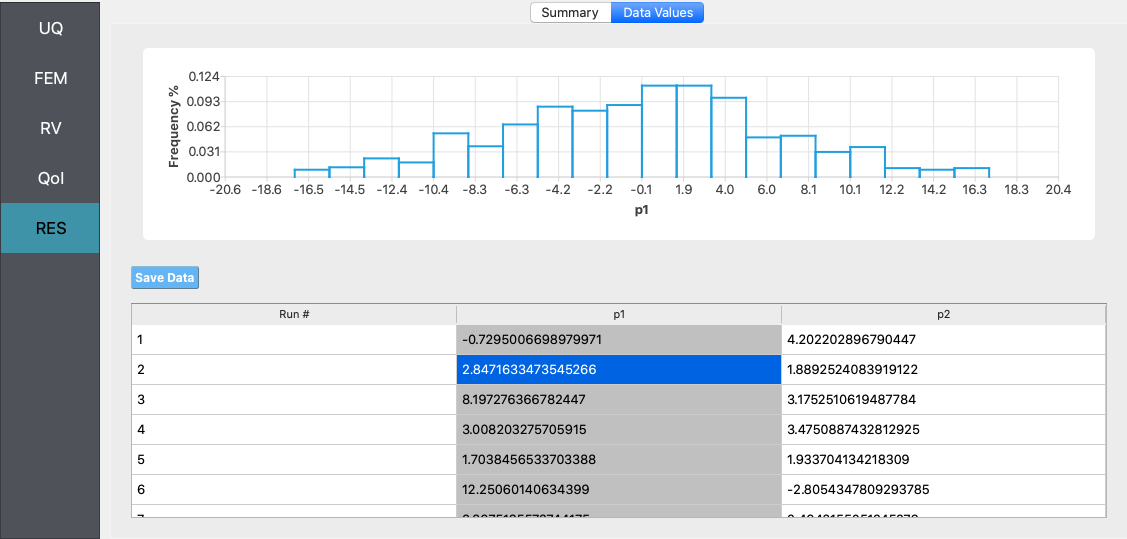 Summary Data Values
UQ
FEM
RV
QoI
RES
Frequency %
0.124
0.093
0.062
0.031
0.000
-20.6 -18.6 -16.5 -14.5 -12.4 -10.4 -8.3 -6.3 -4.2 -2.2 -0.1 1.9 4.0 6.0 8.1 10.1 12.2 14.2 16.3 18.3 20.4
p1
Save Data
Run # p1 p2
1 -0.7295006698979971 4.202202896790447
2 2.8471633473545266 1.8892524083919122
3 8.197276366782447 3.1752510619487784
4 3.008203275705915 3.4750887432812925
5 1.7038456533703388 1.933704134218309
6 12.25060140634399 -2.8054347809293785